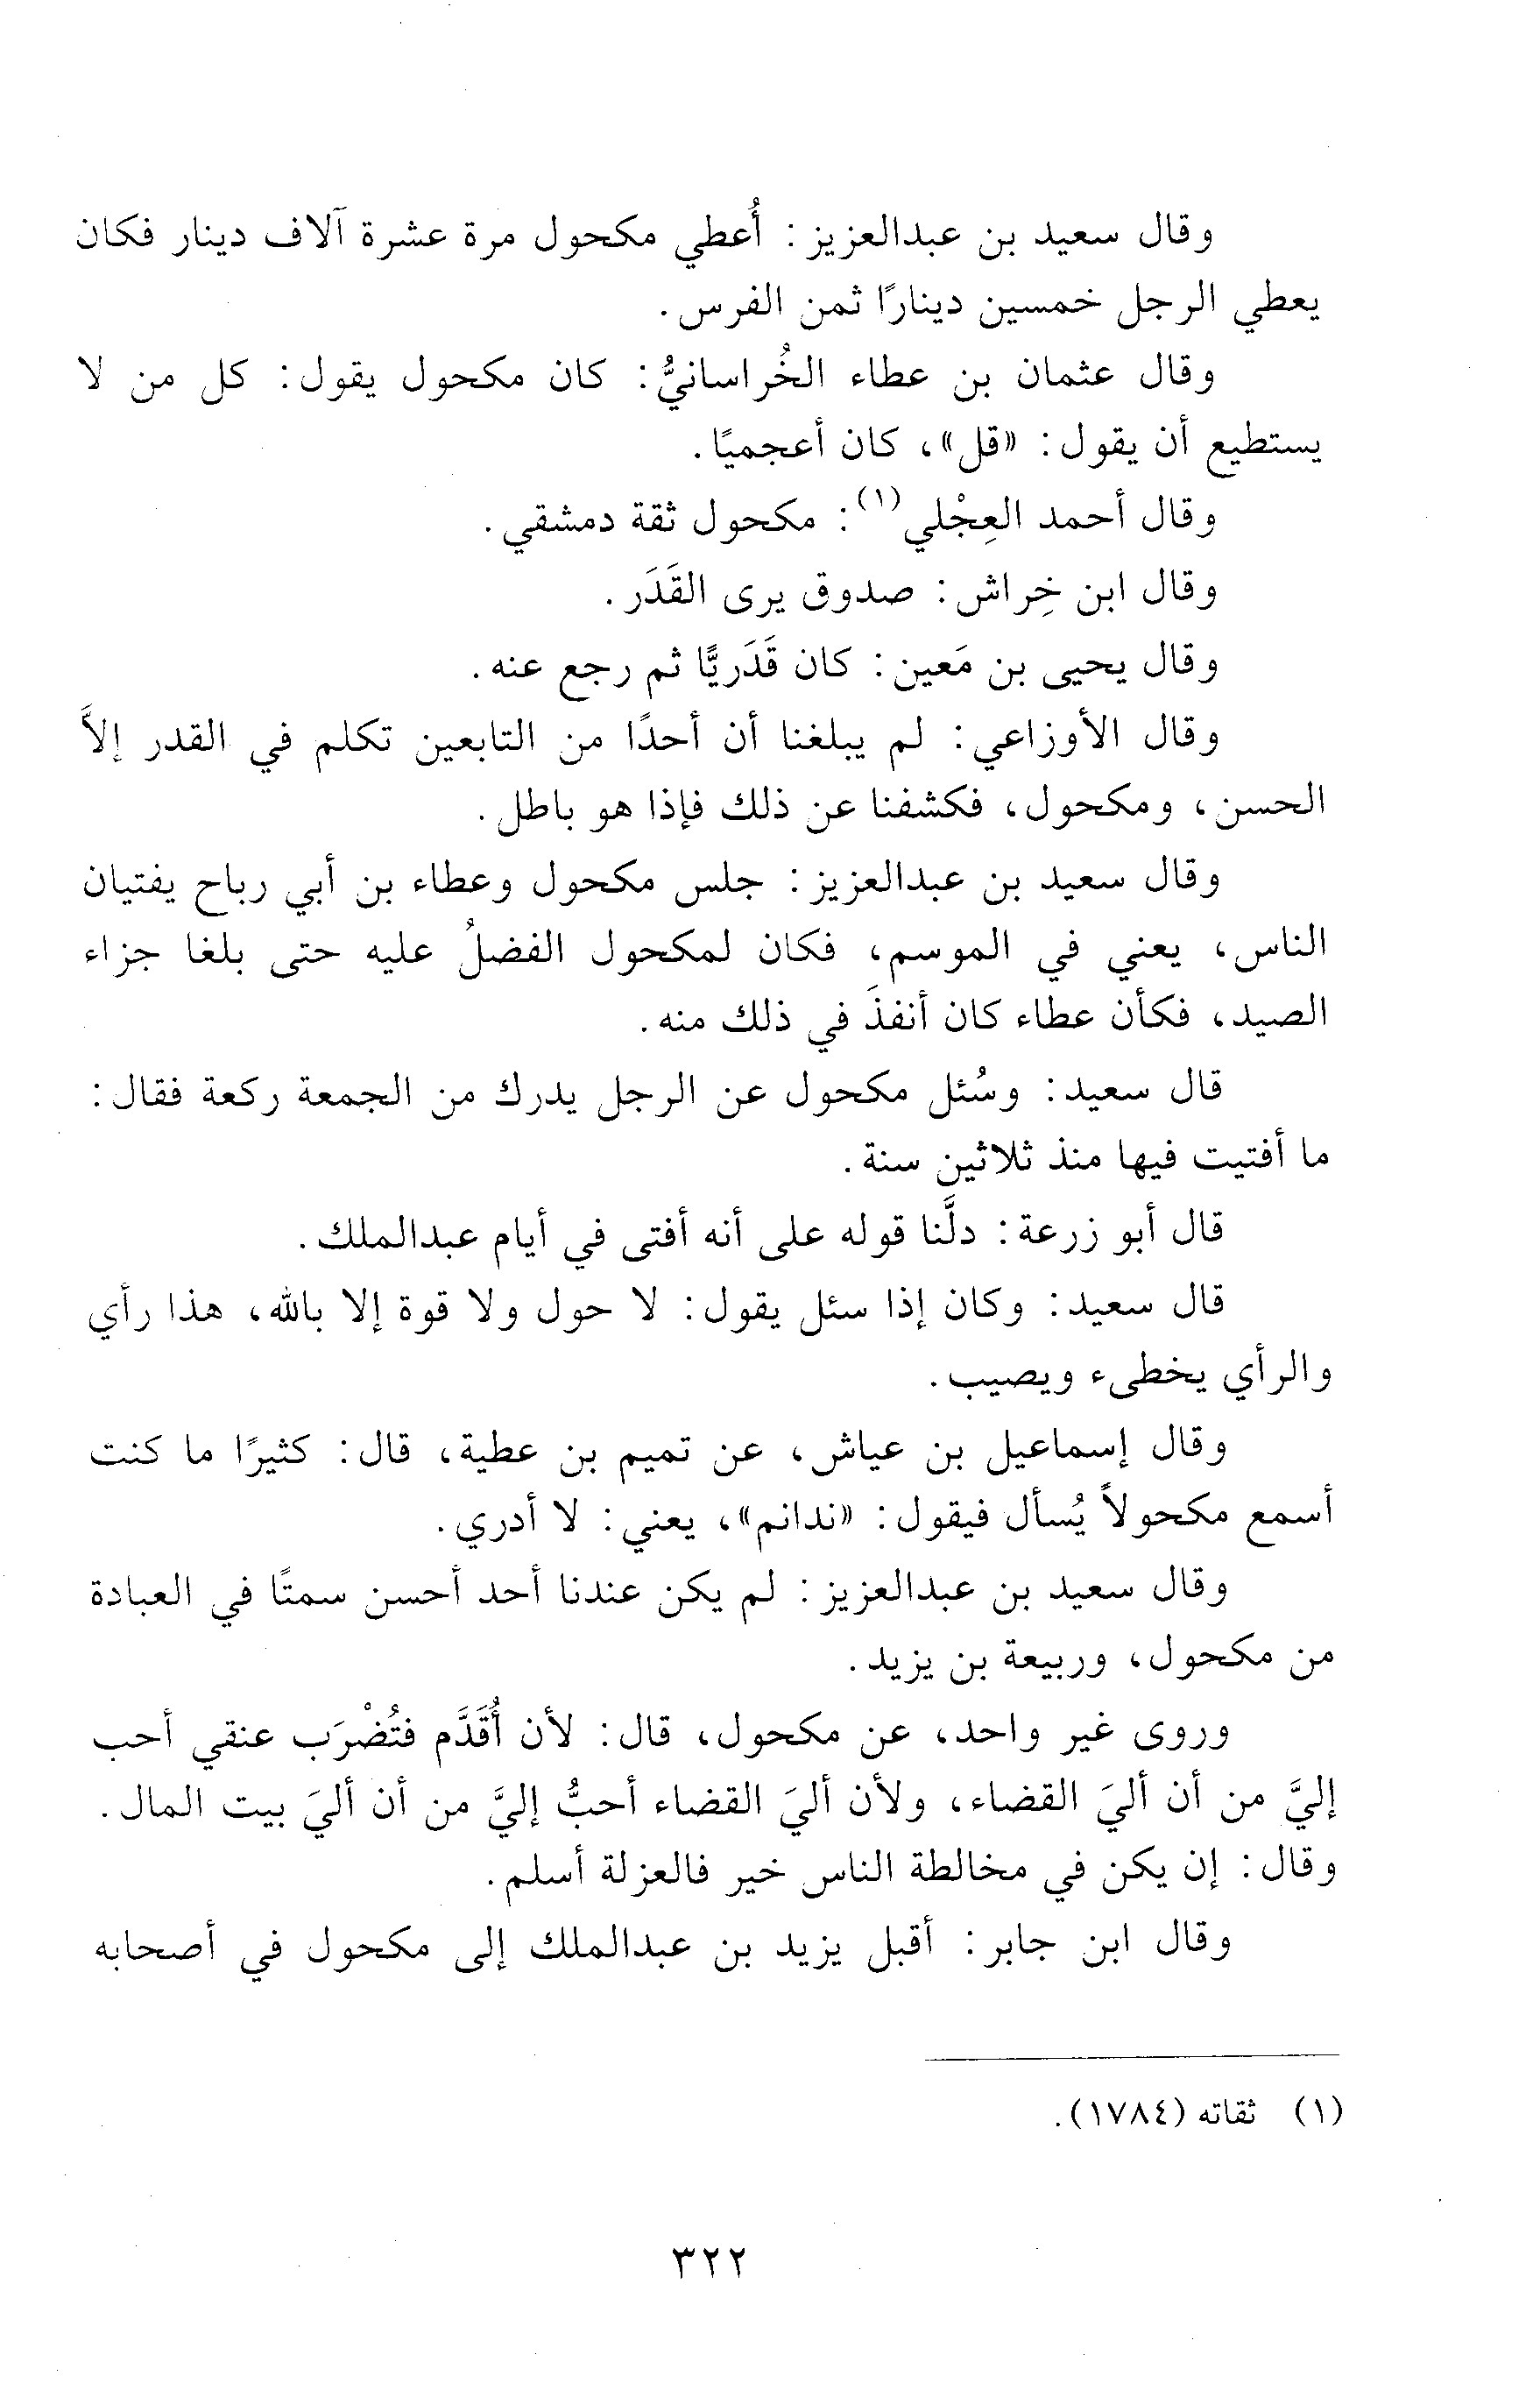 وقال سعيد بن عبدالعزيز: أُعطي مكحول مرة عشرة آلاف دينار فكان
يعطي الرجل خمسين دينارًا ثمن الفرس.
وقال عثمان بن عطاء الخُراسانيُّ: كان مكحول يقول: كل من لا
يستطيع أن يقول: «قل»، كان أعجميًا.
وقال أحمد العِجْلي(١): مكحول ثقة دمشقي.
وقال ابن خِراش: صدوق يرى القَدَر.
وقال يحيى بن مَعين: كان قَدَريًّا ثم رجع عنه.
وقال الأوزاعي: لم يبلغنا أن أحدًا من التابعين تكلم في القدر إلاَّ
الحسن، ومكحول، فكشفنا عن ذلك فإذا هو باطل.
وقال سعيد بن عبدالعزيز: جلس مكحول وعطاء بن أبي رباح يفتيان
الناس، يعني في الموسم، فكان لمكحول الفضلُ عليه حتى بلغا جزاء
الصيد، فكأن عطاء كان أنفذَ في ذلك منه.
قال سعيد: وسُئل مكحول عن الرجل يدرك من الجمعة ركعة فقال:
ما أفتيت فيها منذ ثلاثين سنة.
قال أبو زرعة: دلَّنا قوله على أنه أفتى في أيام عبدالملك.
قال سعيد: وكان إذا سئل يقول: لا حول ولا قوة إلا بالله، هذا رأي
والرأي يخطىء ويصيب.
وقال إسماعيل بن عياش، عن تميم بن عطية، قال: كثيرًا ما كنت
أسمع مكحولاً يُسأل فيقول: «ندانم»، يعني: لا أدري.
وقال سعيد بن عبدالعزيز: لم يكن عندنا أحد أحسن سمتًا في العبادة
من مكحول، وربيعة بن يزيد.
وروى غير واحد، عن مكحول، قال: لأن أُقَدَّم فتُضْرَب عنقي أحب
إليَّ من أن أليَ القضاء، ولأن أليَ القضاء أحبُّ إليَّ من أن أليَ بيت المال.
وقال: إن يكن في مخالطة الناس خير فالعزلة أسلم.
وقال ابن جابر: أقبل يزيد بن عبدالملك إلى مكحول في أصحابه
(١) ثقاته (١٧٨٤).
٣٢٢